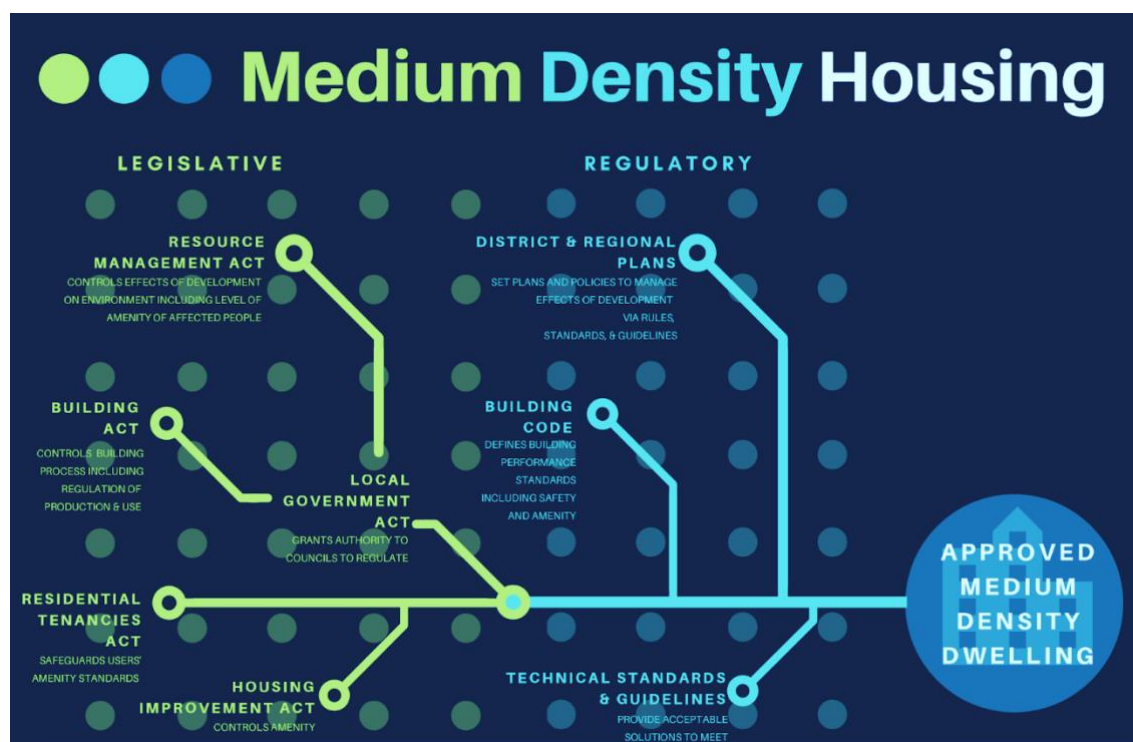 Medium Density Housing
LEGISLATIVE
RESOURCE
MANAGEMENT ACT
CONTROLS EFFECTS OF DEVELOPMENT
ON ENVIRONMENT INCLUDING LEVEL OF
AMENITY OF AFFECTED PEOPLE
BUILDING
ACT
CONTROLS BUILDING
PROCESS INCLUDING
REGULATION OF
PRODUCTION & USE
LOCAL
GOVERNMENT
ACT
GRANTS AUTHORITY TO
COUNCILS TO REGULATE
RESIDENTIAL
TENANCIES
ACT
SAFEGUARDS USERS'
AMENITY STANDARDS
HOUSING
IMPROVEMENT ACT
CONTROLS AMENITY
REGULATORY
DISTRICT & REGIONAL
PLANS
SET PLANS AND POLICIES TO MANAGE
EFFECTS OF DEVELOPMENT
VIA RULES,
STANDARDS, & GUIDELINES
BUILDING
CODE
DEFINES BUILDING
PERFORMANCE
STANDARDS
INCLUDING SAFETY
AND AMENITY
TECHNICAL STANDARDS
& GUIDELINES
PROVIDE ACCEPTABLE
SOLUTIONS TO MEET
APPROVED
MEDIUM
DENSITY
DWELLING